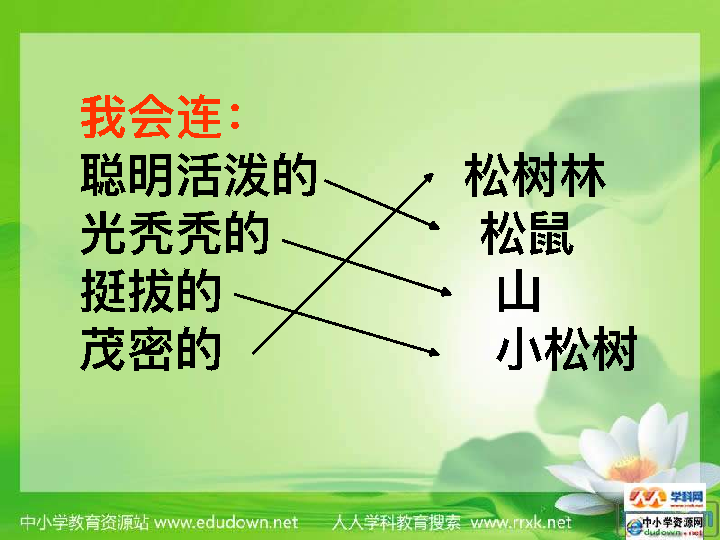 我会连：
聪明活泼的 松树林
光秃秃的 松鼠
挺拔的 山
茂密的 小松树
中小学教育资源站 www.edudown.net 人人学科教育搜索 www.rrxk.net
学科网
中小学资源网